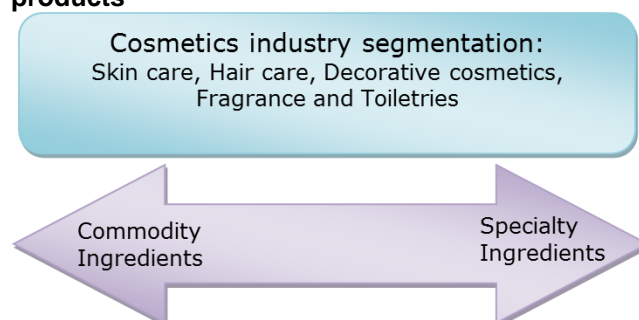 products
Cosmetics industry segmentation:
Skin care, Hair care, Decorative cosmetics,
Fragrance and Toiletries
Commodity
Ingredients
Specialty
Ingredients